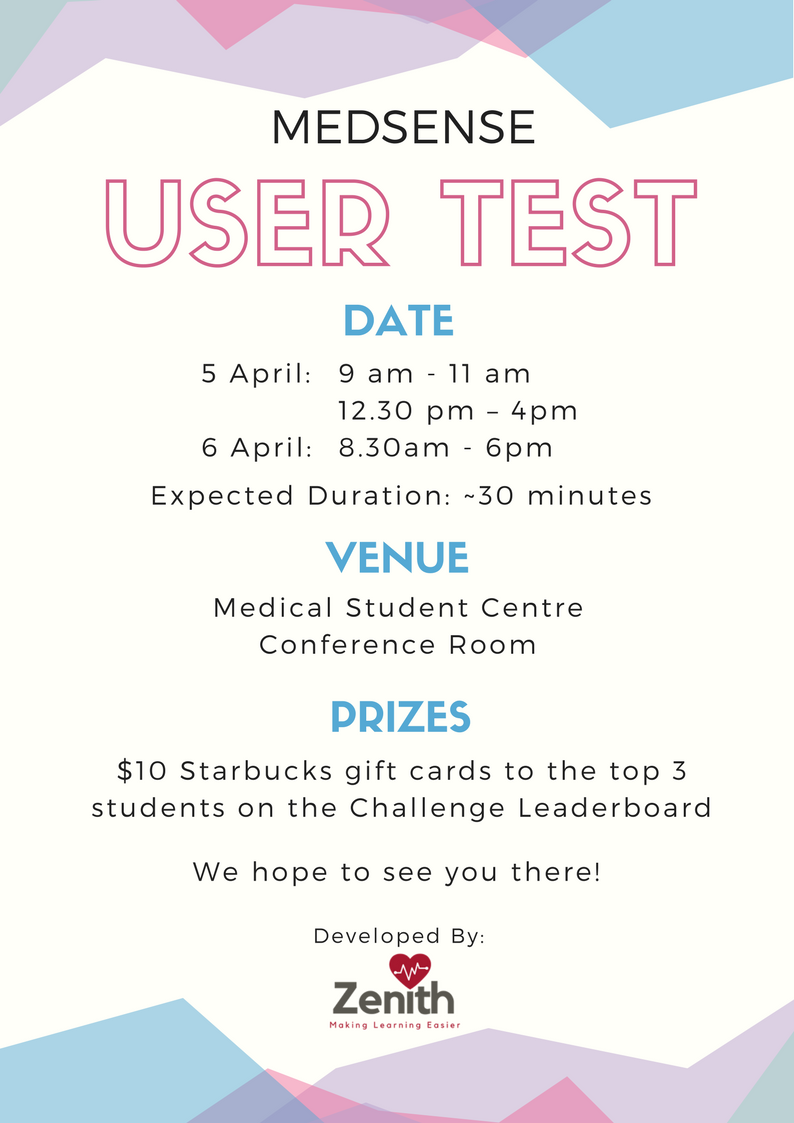 MEDSENSE
USER TEST
DATE
5 April: 9 am - 11 am
12.30 pm – 4pm
6 April: 8.30am - 6pm
Expected Duration: ~30 minutes
VENUE
Medical Student Centre
Conference Room
PRIZES
$10 Starbucks gift cards to the top 3
students on the Challenge Leaderboard
We hope to see you there!
Developed By:
Zenith
Making Learning Easier